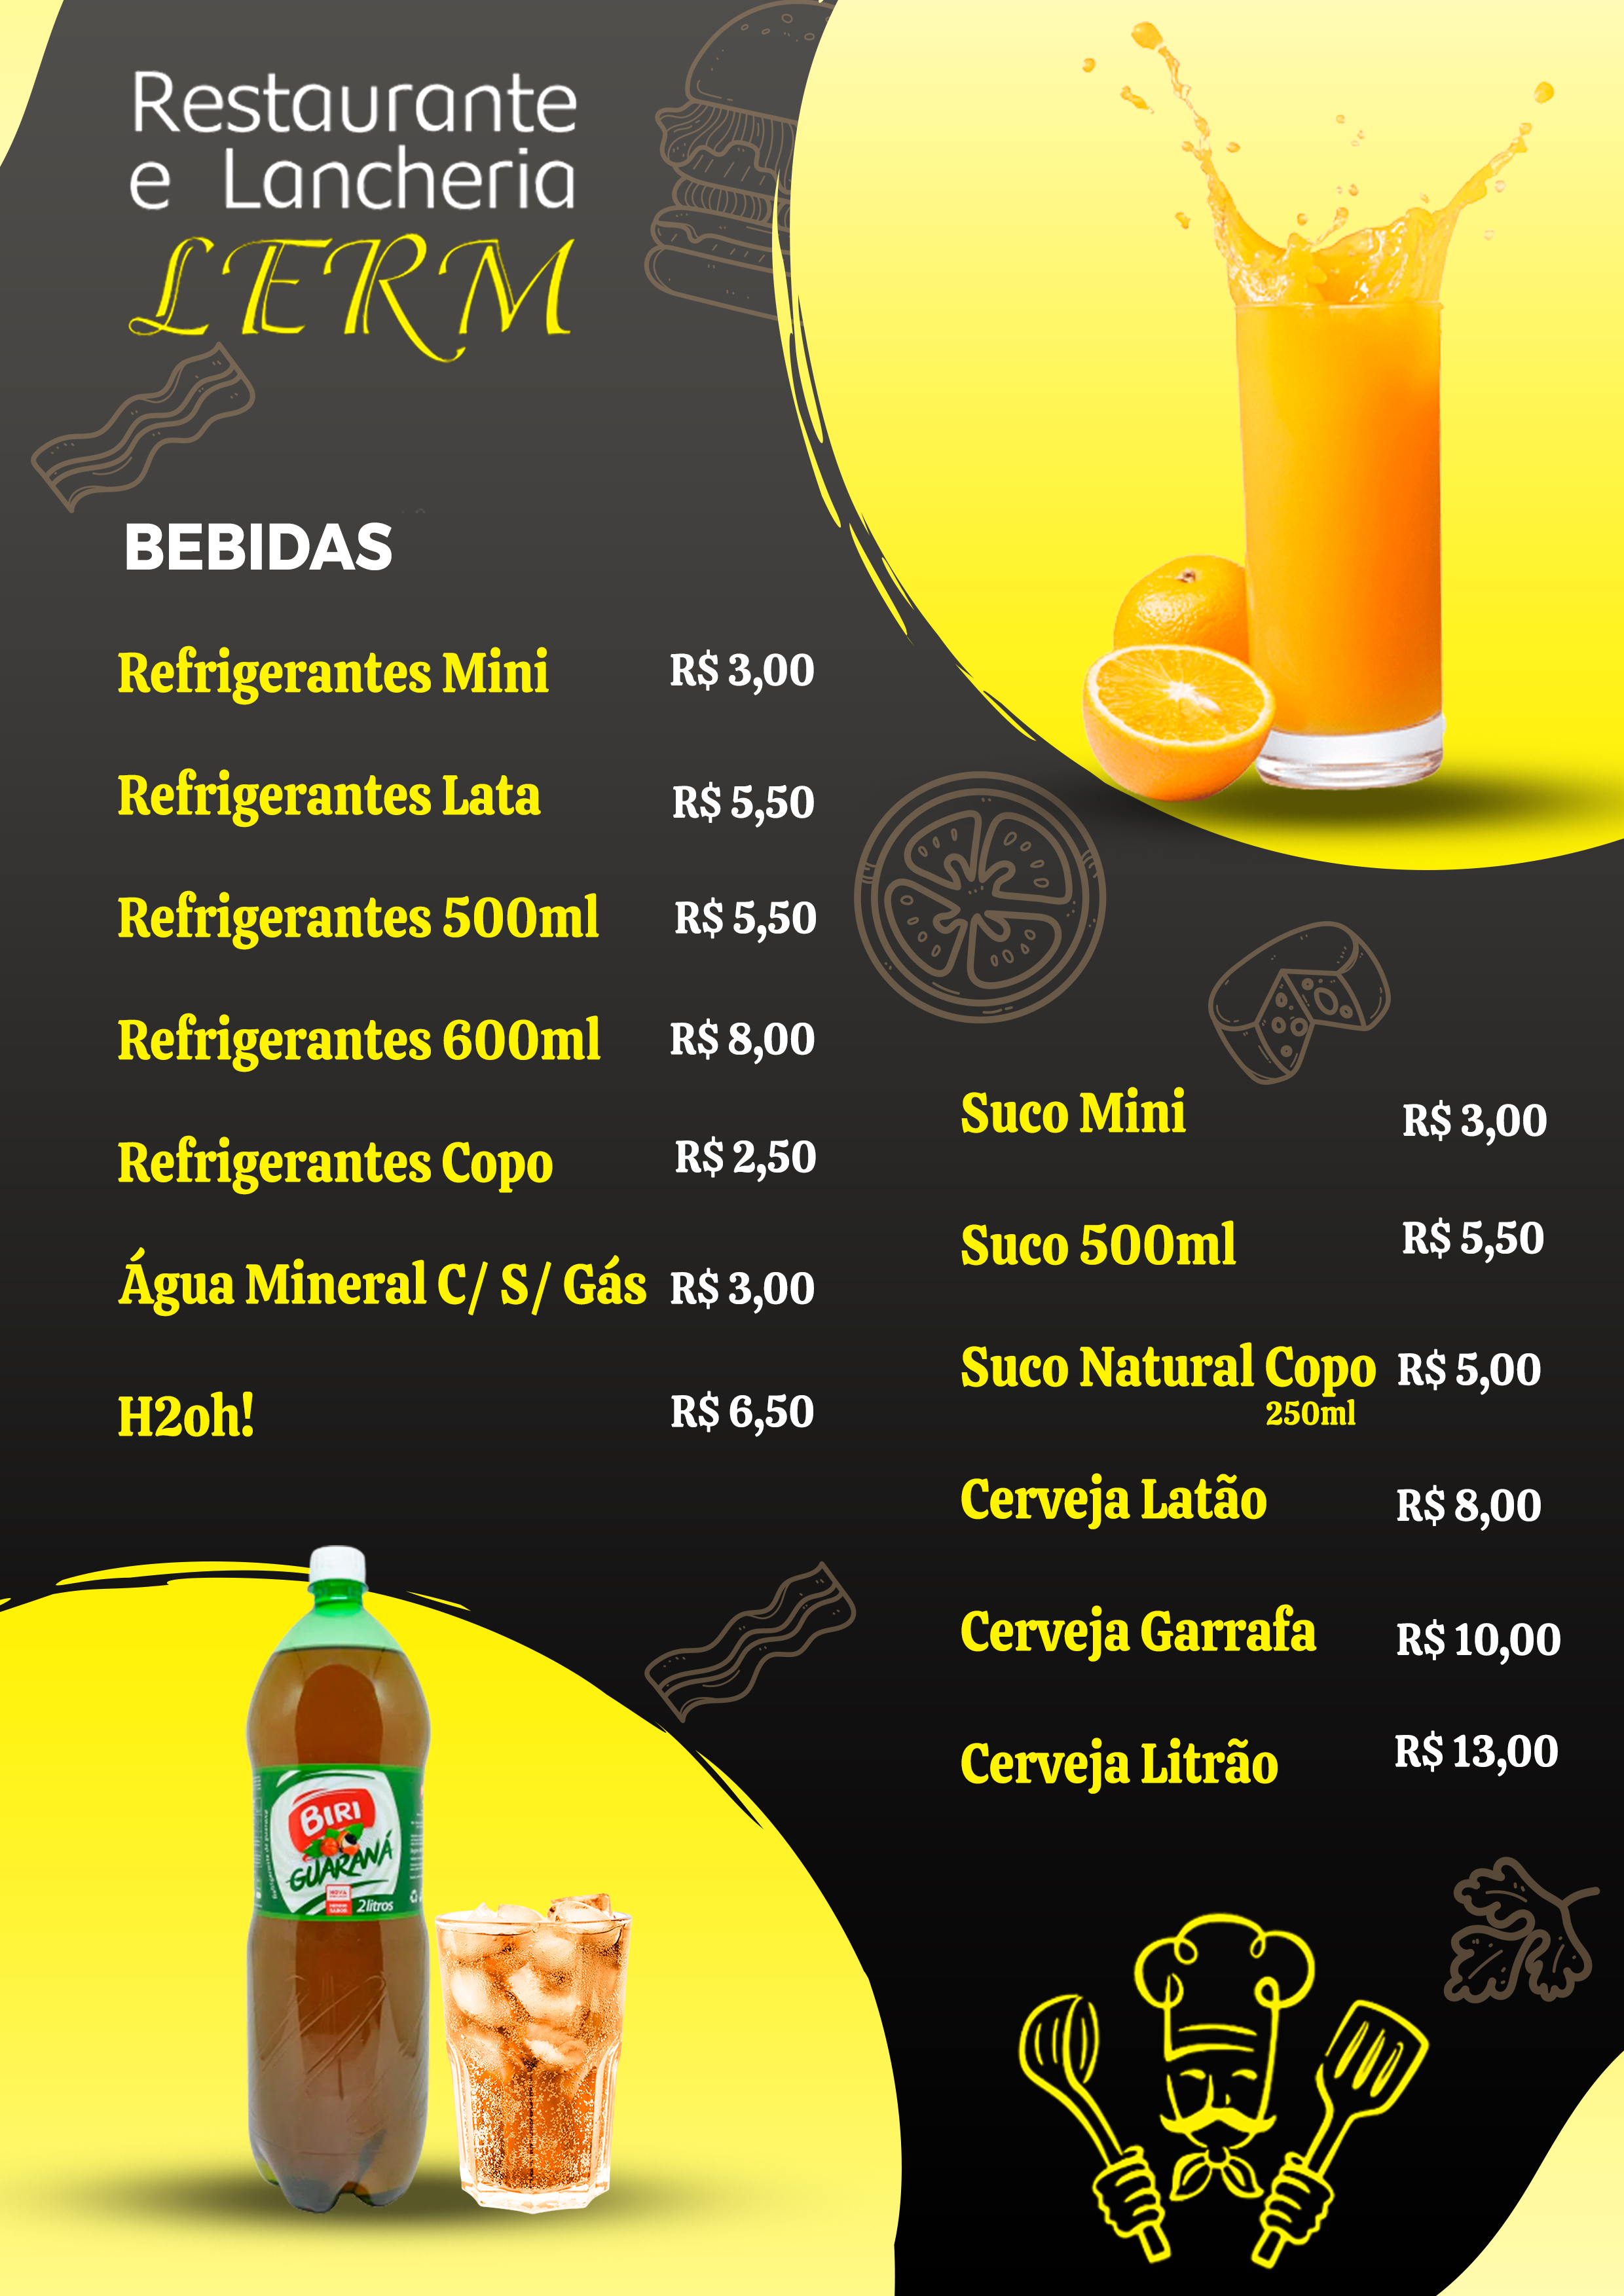 Restaurante
e Lancheria
LERM
BEBIDAS
Refrigerantes Mini R$ 3,00
Refrigerantes Lata R$ 5,50
Refrigerantes 500ml R$ 5,50
Refrigerantes 600ml R$ 8,00
Refrigerantes Copo R$ 2,50
Água Mineral C/ S/ Gás R$ 3,00
H2oh! R$ 6,50
Suco Mini R$ 3,00
Suco 500ml R$ 5,50
Suco Natural Copo R$ 5,00
250ml
Cerveja Latão R$ 8,00
Cerveja Garrafa R$ 10,00
Cerveja Litrão R$ 13,00
BIRI
GUARANÁ
2 litros